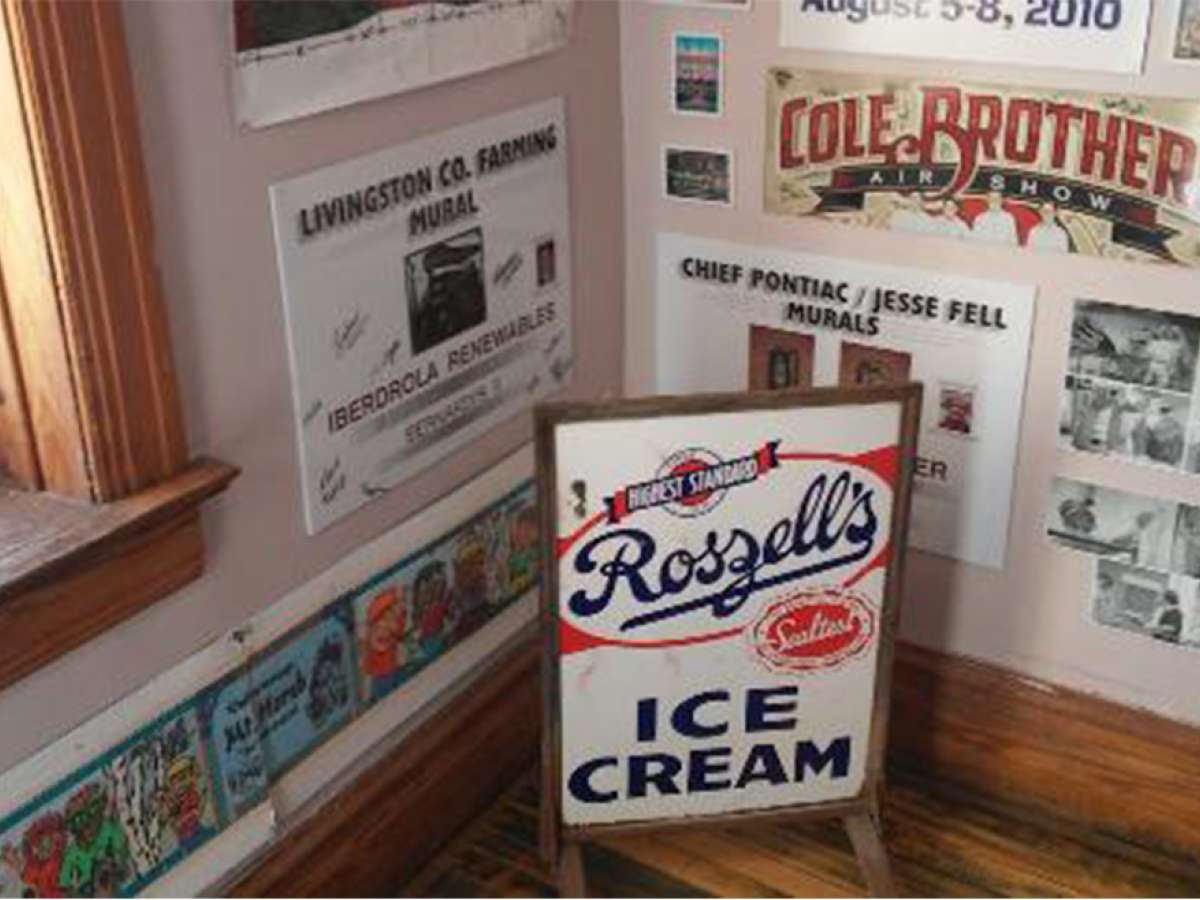 August 5-8, 2010
COLE BROTHER
AIR SHOW
LIVINGSTON CO. FARMING
MURAL
IBERDROLA RENEWABLES
CHIEF PONTIAC / JESSE FELL
MURALS
ER
HIGHEST STANDARD
Roszell's
Sealtest
ICE
CREAM